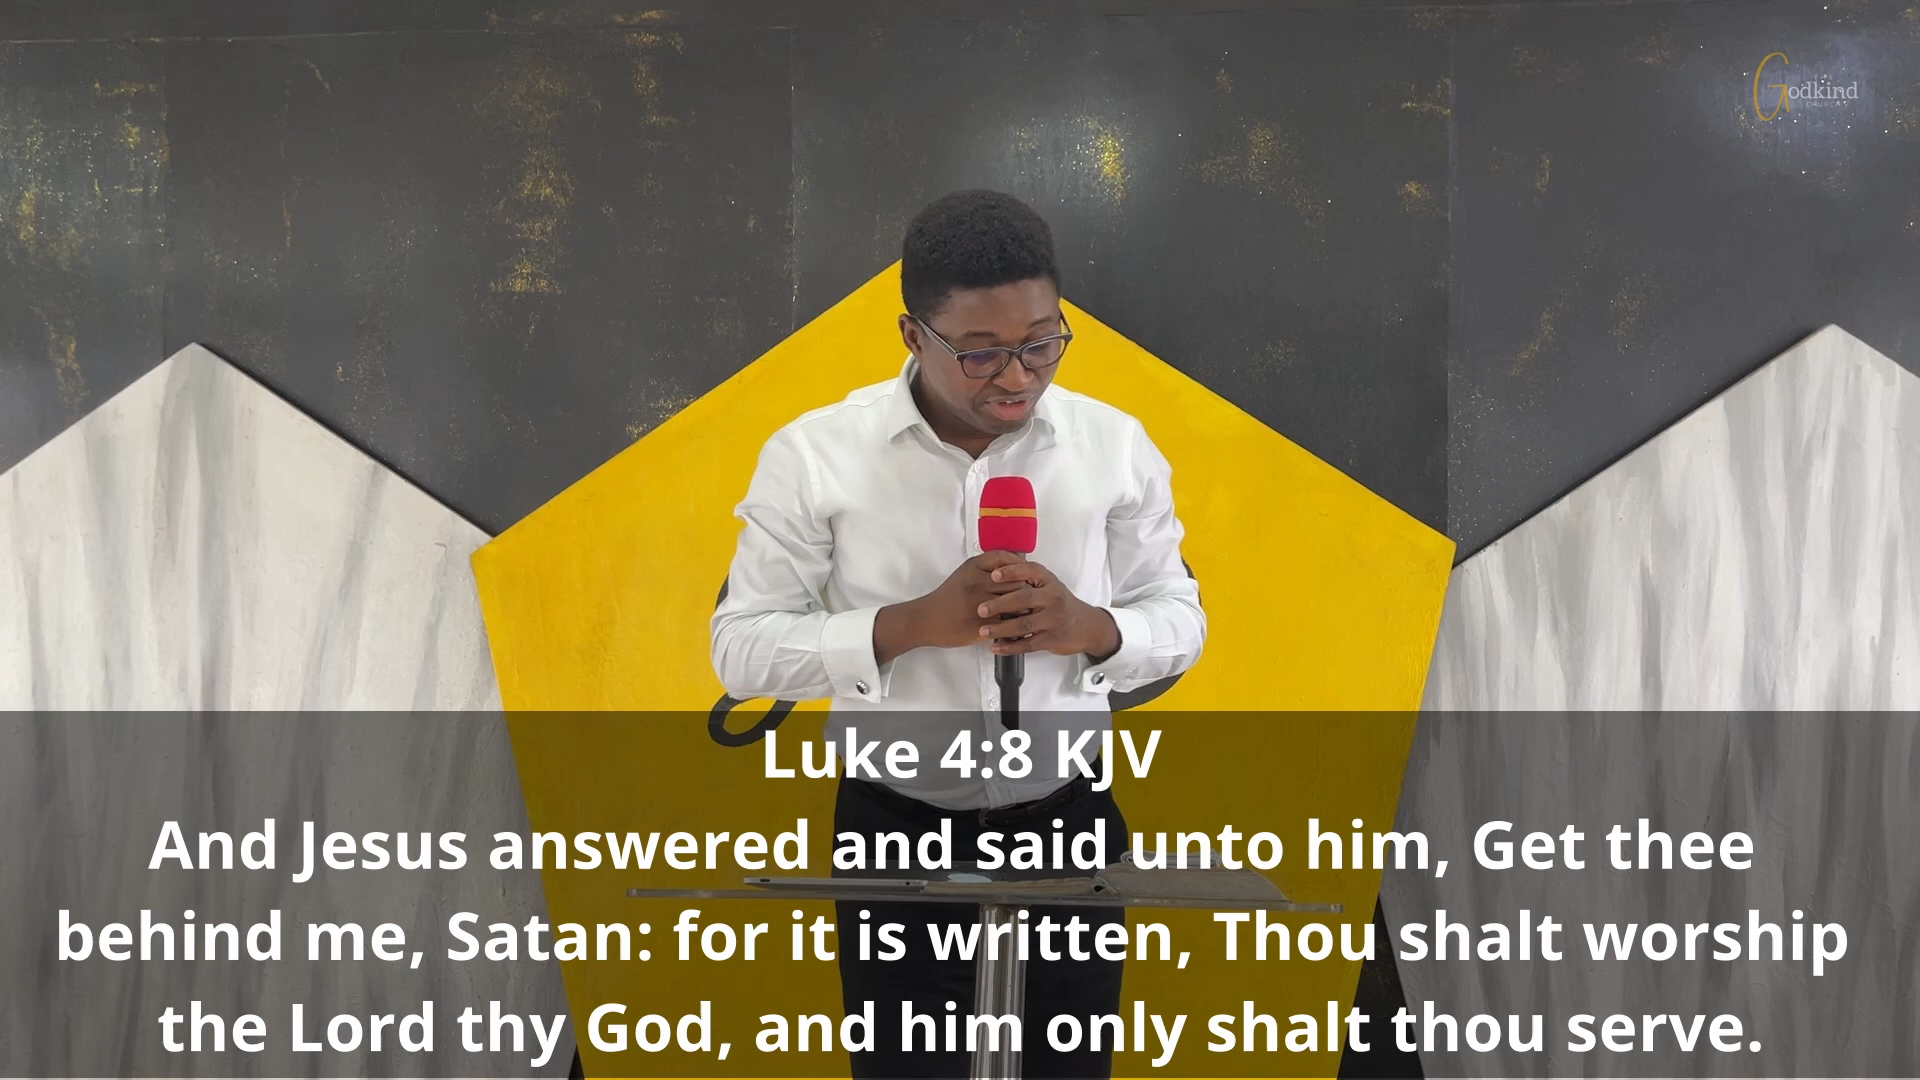 Godkind
CHURCH
Luke 4:8 KJV
And Jesus answered and said unto him, Get thee
behind me, Satan: for it is written, Thou shalt worship
the Lord thy God, and him only shalt thou serve.